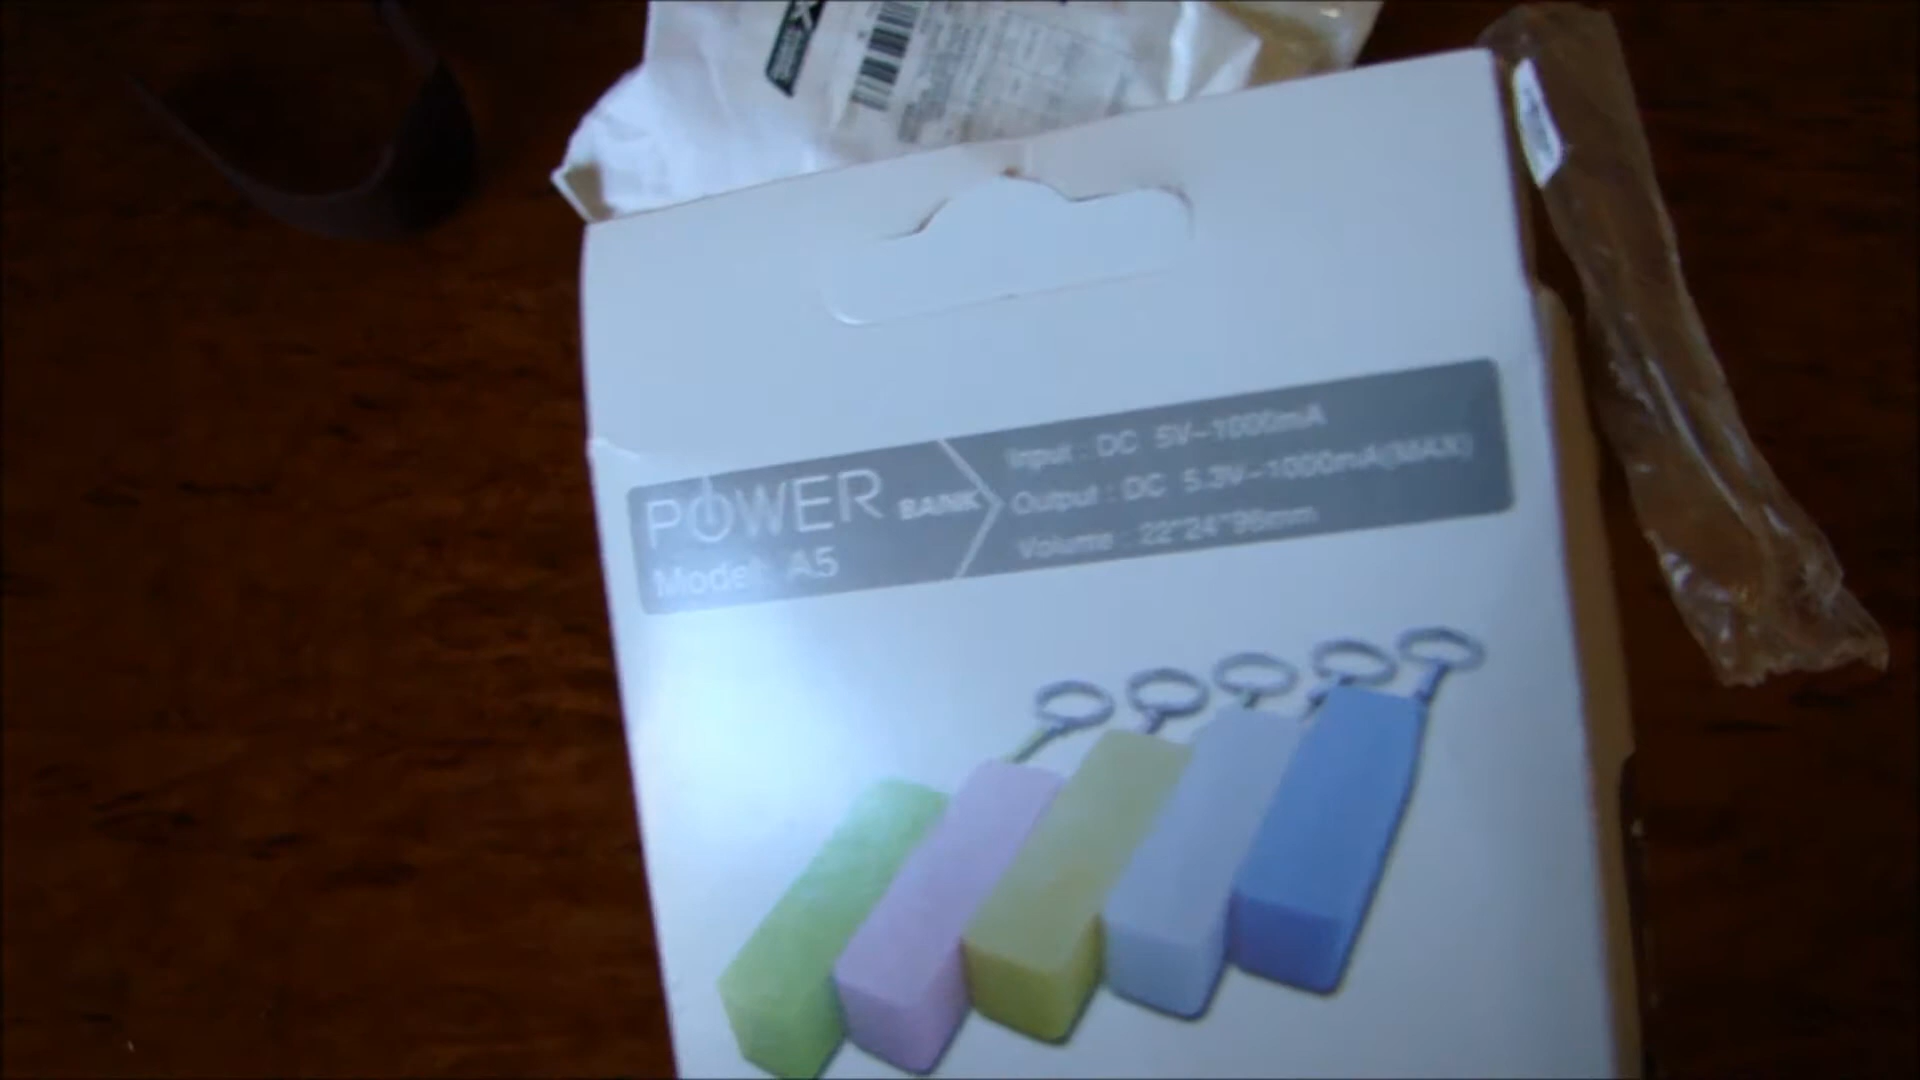 POWER BANK
Model: A5
Input : DC 5V~1000mA
Output : DC 5.3V~1000mA(MAX)
Volume : 22*24*96mm